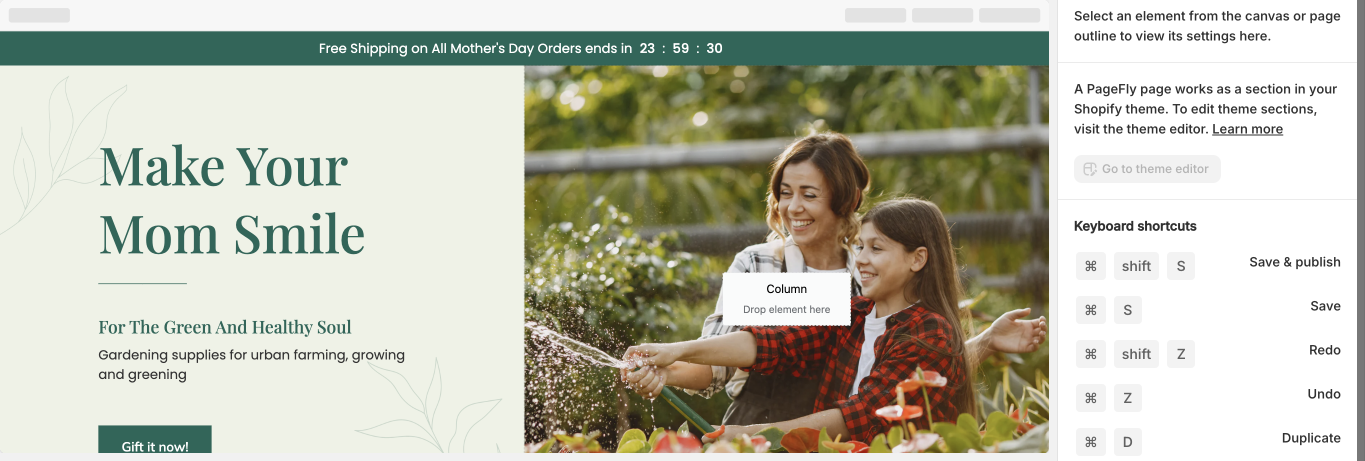 Free Shipping on All Mother's Day Orders ends in 23 : 59 : 30
Make Your
Mom Smile
For The Green And Healthy Soul
Gardening supplies for urban farming, growing
and greening
Gift it now!
Column
Drop element here
Select an element from the canvas or page
outline to view its settings here.
A PageFly page works as a section in your
Shopify theme. To edit theme sections,
visit the theme editor. Learn more
Go to theme editor
Keyboard shortcuts
⌘ shift S Save & publish
⌘ S Save
⌘ shift Z Redo
⌘ Z Undo
⌘ D Duplicate